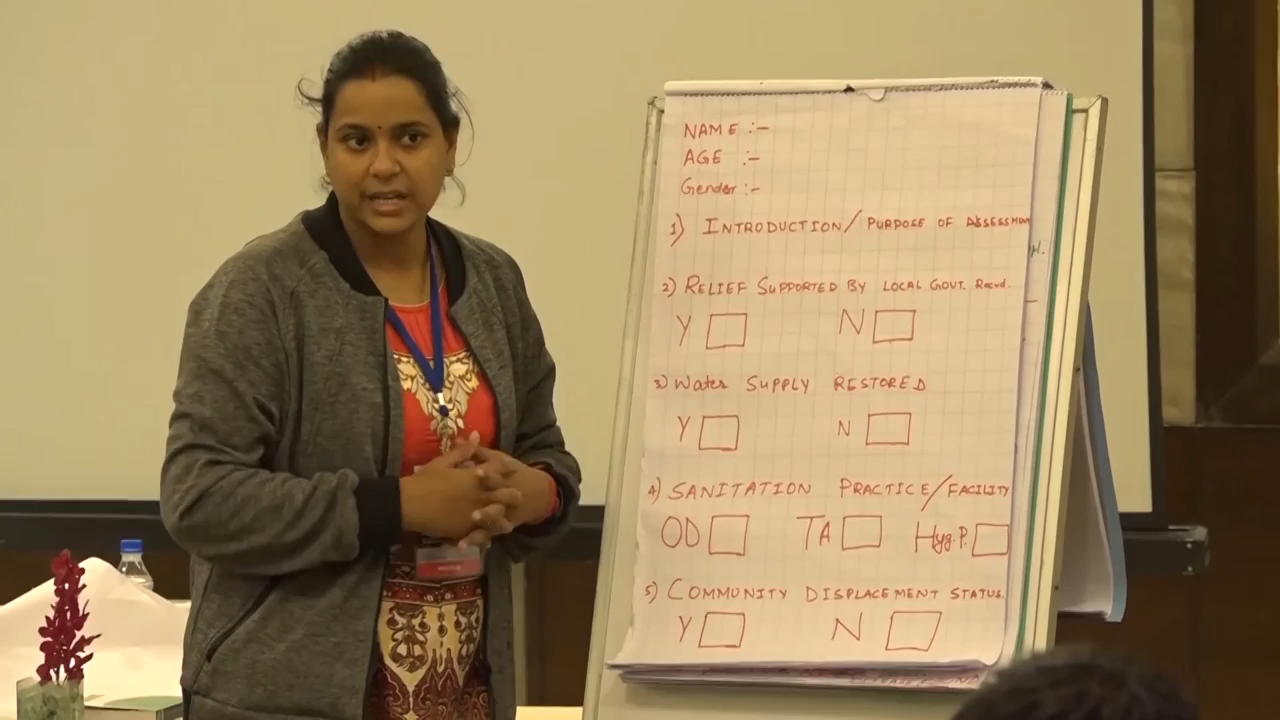 NAME :-
AGE :-
Gender :-
1) INTRODUCTION/ PURPOSE OF ASSESSMENT
2) RELIEF SUPPORTED BY LOCAL GOVT. Recvd.
Y N
3) Water SUPPLY RESTORED
Y N
4) SANITATION PRACTICE/FACILITY
OD TA Hyg.P.
5) COMMUNITY DISPLACEMENT STATUS.
Y N